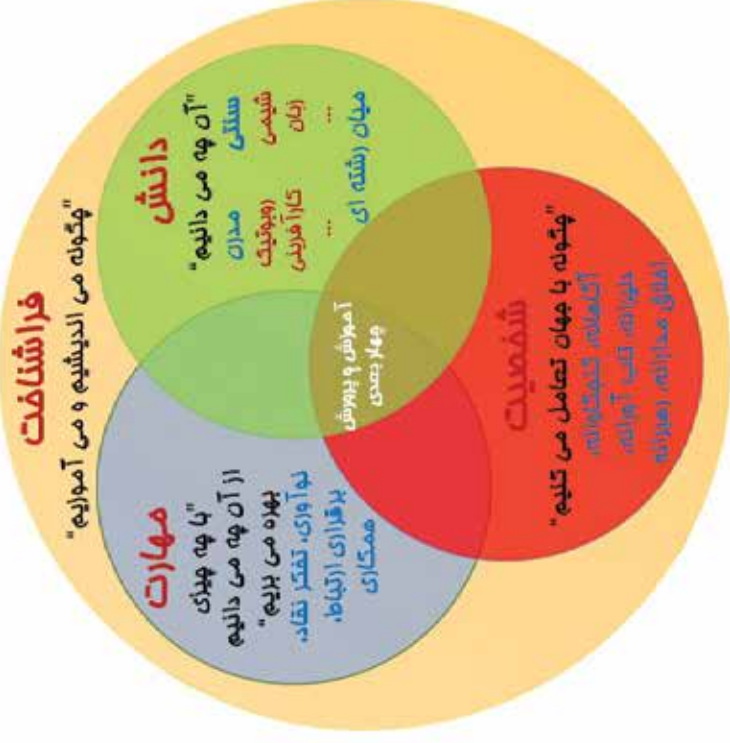 فراشناخت
"چگونه می اندیشیم و می آموزیم"
دانش
"آن چه می دانیم"
سنتی مدرن
شیمی روبوتیک
زبان کارآفرینی
... ...
میان رشته ای
مهارت
"با چه چیزی
از آن چه می دانیم
بهره می بریم"
نوآوری، تفکر نقاد،
برقراری ارتباط،
همکاری
آموزش و پرورش
چهار بعدی
شخصیت
"چگونه با جهان تعامل می کنیم"
آگاهانه، کنجکاوانه،
دلیرانه، تاب آورانه،
اخلاق مدارانه، رهبرانه